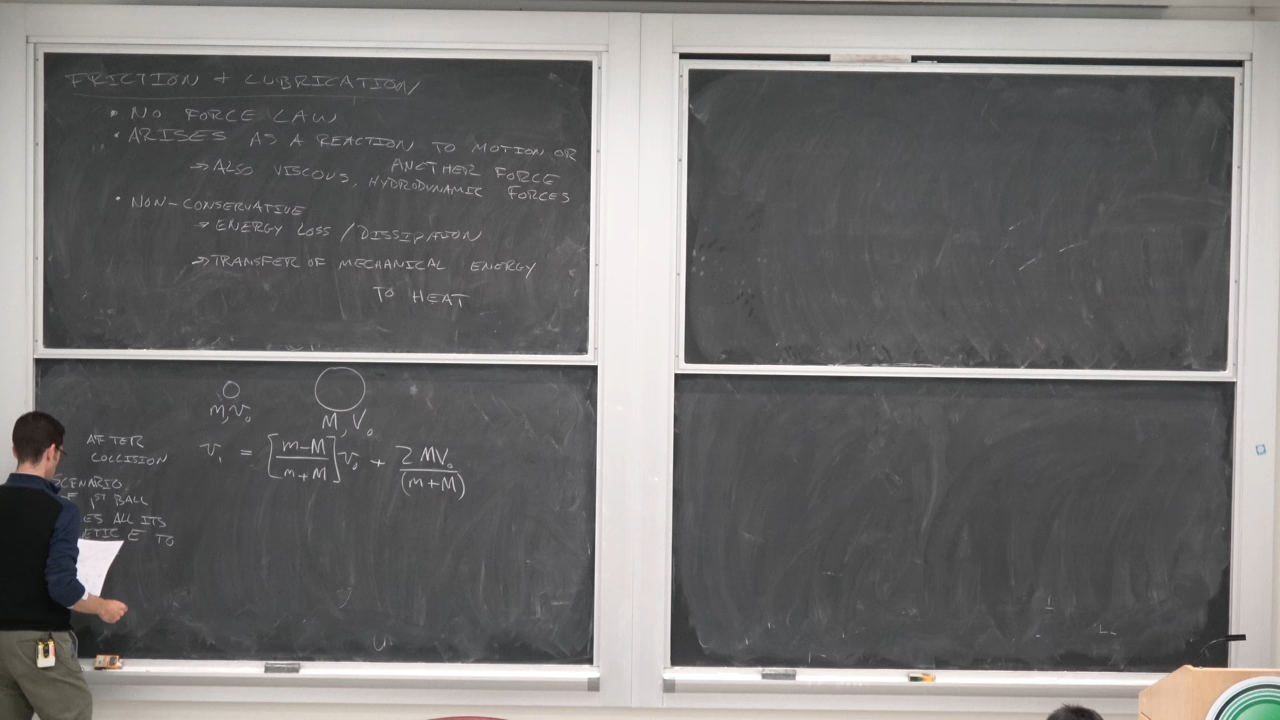 FRICTION + LUBRICATION
• NO FORCE LAW
• ARISES AS A REACTION TO MOTION OR
ANOTHER FORCE
→ ALSO VISCOUS, HYDRODYNAMIC FORCES
• NON-CONSERVATIVE
→ ENERGY LOSS / DISSIPATION
→ TRANSFER OF MECHANICAL ENERGY
TO HEAT
m, v₀
M, V₀
AFTER
COLLISION
v₁ = [m-M / m+M] v₀ + 2MV₀ / (m+M)
SCENARIO
1ST BALL
ALL ITS
E TO